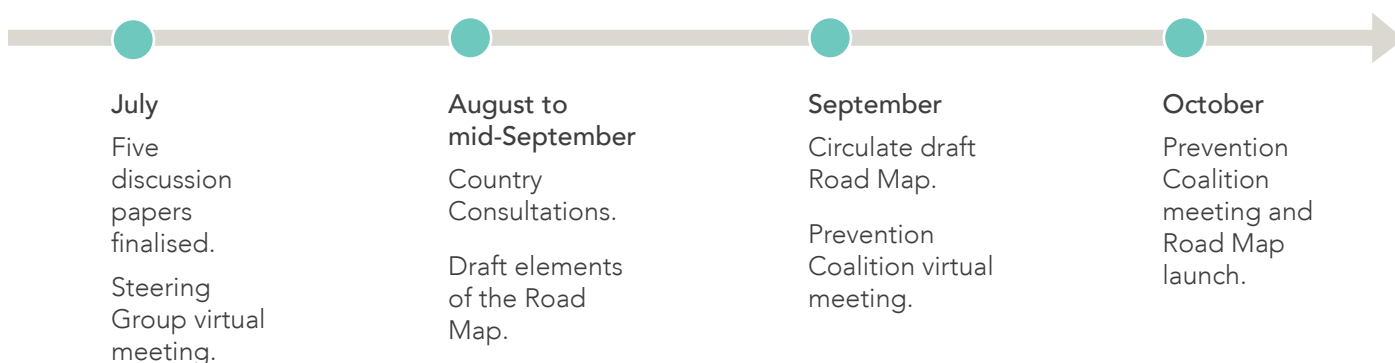 July
Five
discussion
papers
finalised.
Steering
Group virtual
meeting.
August to
mid-September
Country
Consultations.
Draft elements
of the Road
Map.
September
Circulate draft
Road Map.
Prevention
Coalition virtual
meeting.
October
Prevention
Coalition
meeting and
Road Map
launch.